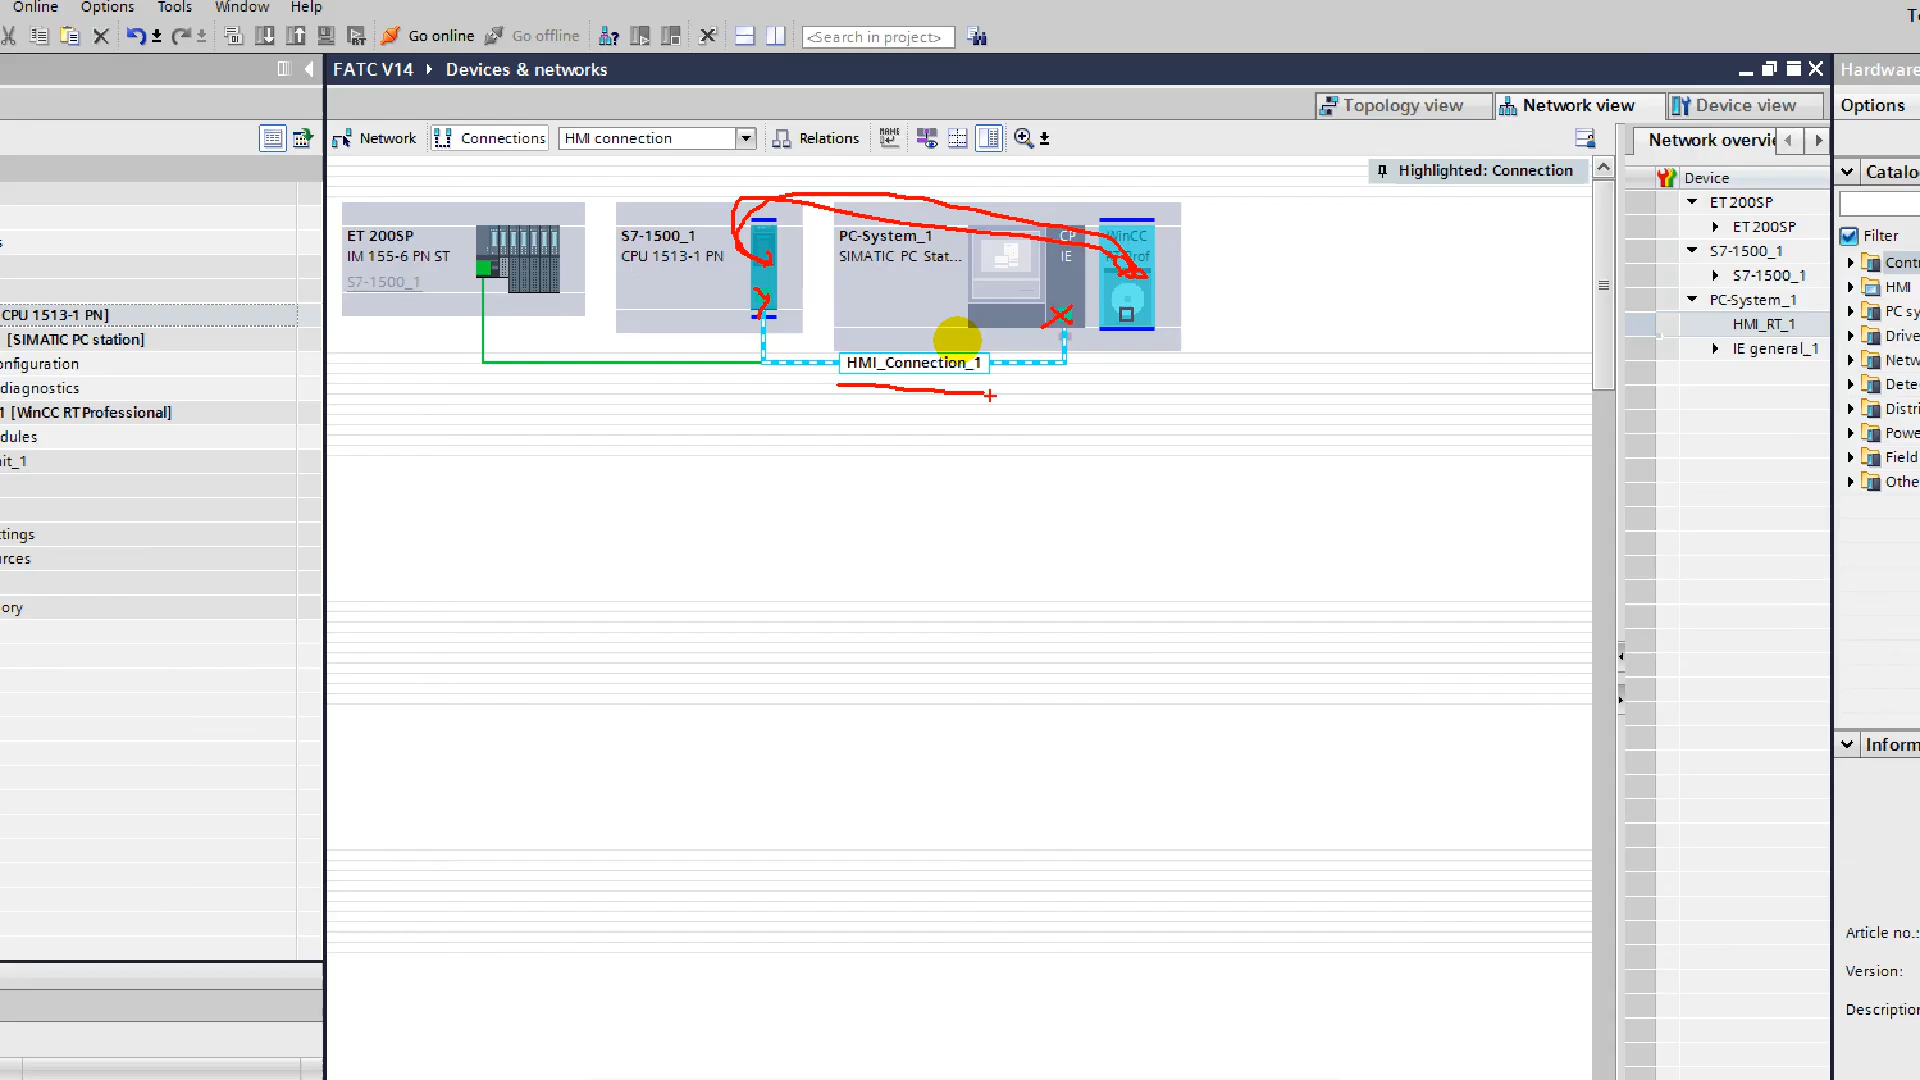 Online Options Tools Window Help
Go online Go offline <Search in project>
FATC V14 Devices & networks
Hardware
Topology view Network view Device view
Options
Network Connections HMI connection Relations
Network overvi
Highlighted: Connection
Catalo
Device
ET 200SP
IM 155-6 PN ST
S7-1500_1
S7-1500_1
CPU 1513-1 PN
PC-System_1
SIMATIC PC Stat...
CP
IE
WinCC
HMI_Connection_1
ET 200SP
ET 200SP
S7-1500_1
S7-1500_1
PC-System_1
HMI_RT_1
IE general_1
Filter
Contr
HMI
PC sy
Drive
Netw
Detec
Distri
Powe
Field
Othe
Inform
Article no.:
Version:
Description
s
CPU 1513-1 PN]
[SIMATIC PC station]
onfiguration
diagnostics
1 [WinCC RT Professional]
dules
it_1
ttings
rces
ory